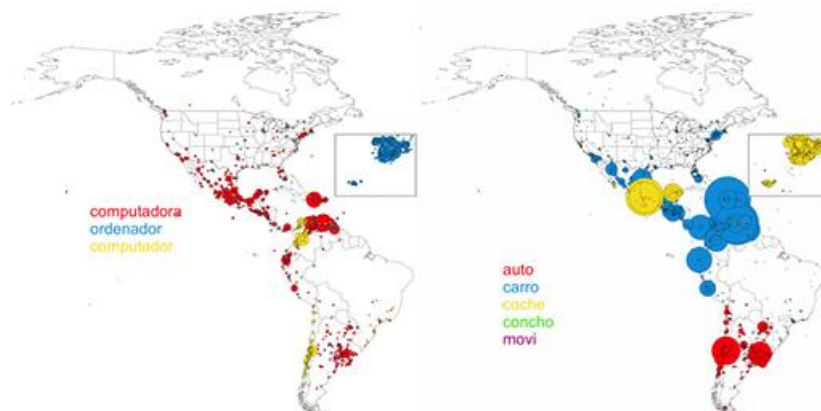 computadora
ordenador
computador
auto
carro
coche
concho
movi